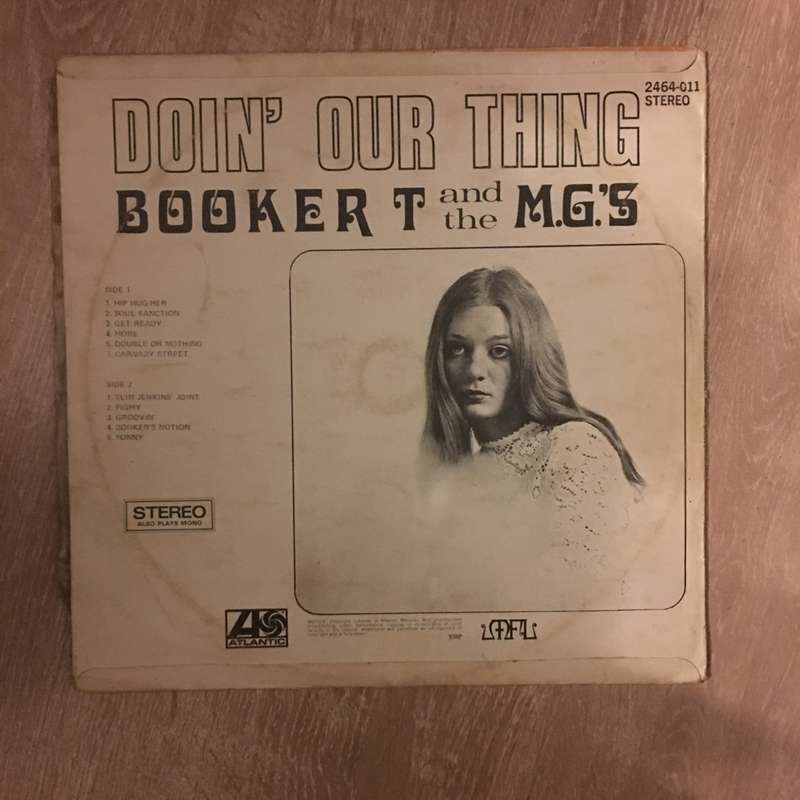 2464-011
STEREO
DOIN' OUR THING
BOOKER T and the M.G.'S
SIDE 1
1. HIP HUG-HER
2. SOUL SANCTION
3. GET READY
4. MORE
5. DOUBLE OR NOTHING
7. CARNABY STREET
SIDE 2
1. SLIM JENKINS' JOINT
2. PIGMY
3. GROOVIN'
4. BOOKER'S NOTION
5. SUNNY
STEREO
ALSO PLAYS MONO
ATLANTIC